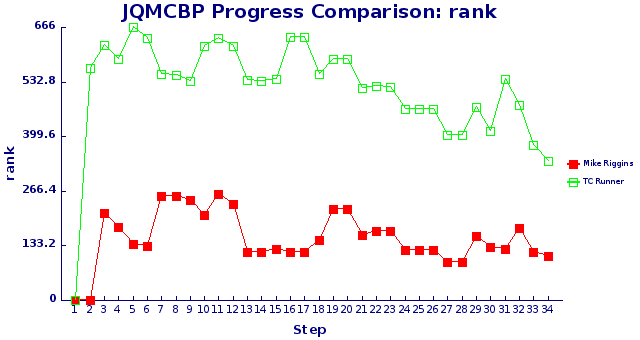 JQMCBP Progress Comparison: rank
666
532.8
399.6
266.4
133.2
0
rank
1 2 3 4 5 6 7 8 9 10 11 12 13 14 15 16 17 18 19 20 21 22 23 24 25 26 27 28 29 30 31 32 33 34
Step
Mike Riggins
TC Runner